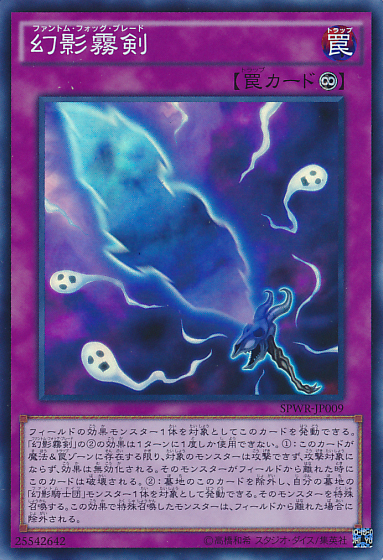 ファントム・フォッグ・ブレード
幻影霧剣
トラップ
罠
【罠カード】
トラップ
SPWR-JP009
フィールドの効果モンスター1体を対象としてこのカードを発動できる。
「幻影霧剣」の②の効果は1ターンに1度しか使用できない。①：このカードが
魔法&罠ゾーンに存在する限り、対象のモンスターは攻撃できず、攻撃対象に
ならず、効果は無効化される。そのモンスターがフィールドから離れた時に
このカードは破壊される。②：墓地のこのカードを除外し、自分の墓地の
「幻影騎士団」モンスター1体を対象として発動できる。そのモンスターを特殊
召喚する。この効果で特殊召喚したモンスターは、フィールドから離れた場合に
除外される。
25542642
©高橋和希 スタジオ・ダイス/集英社